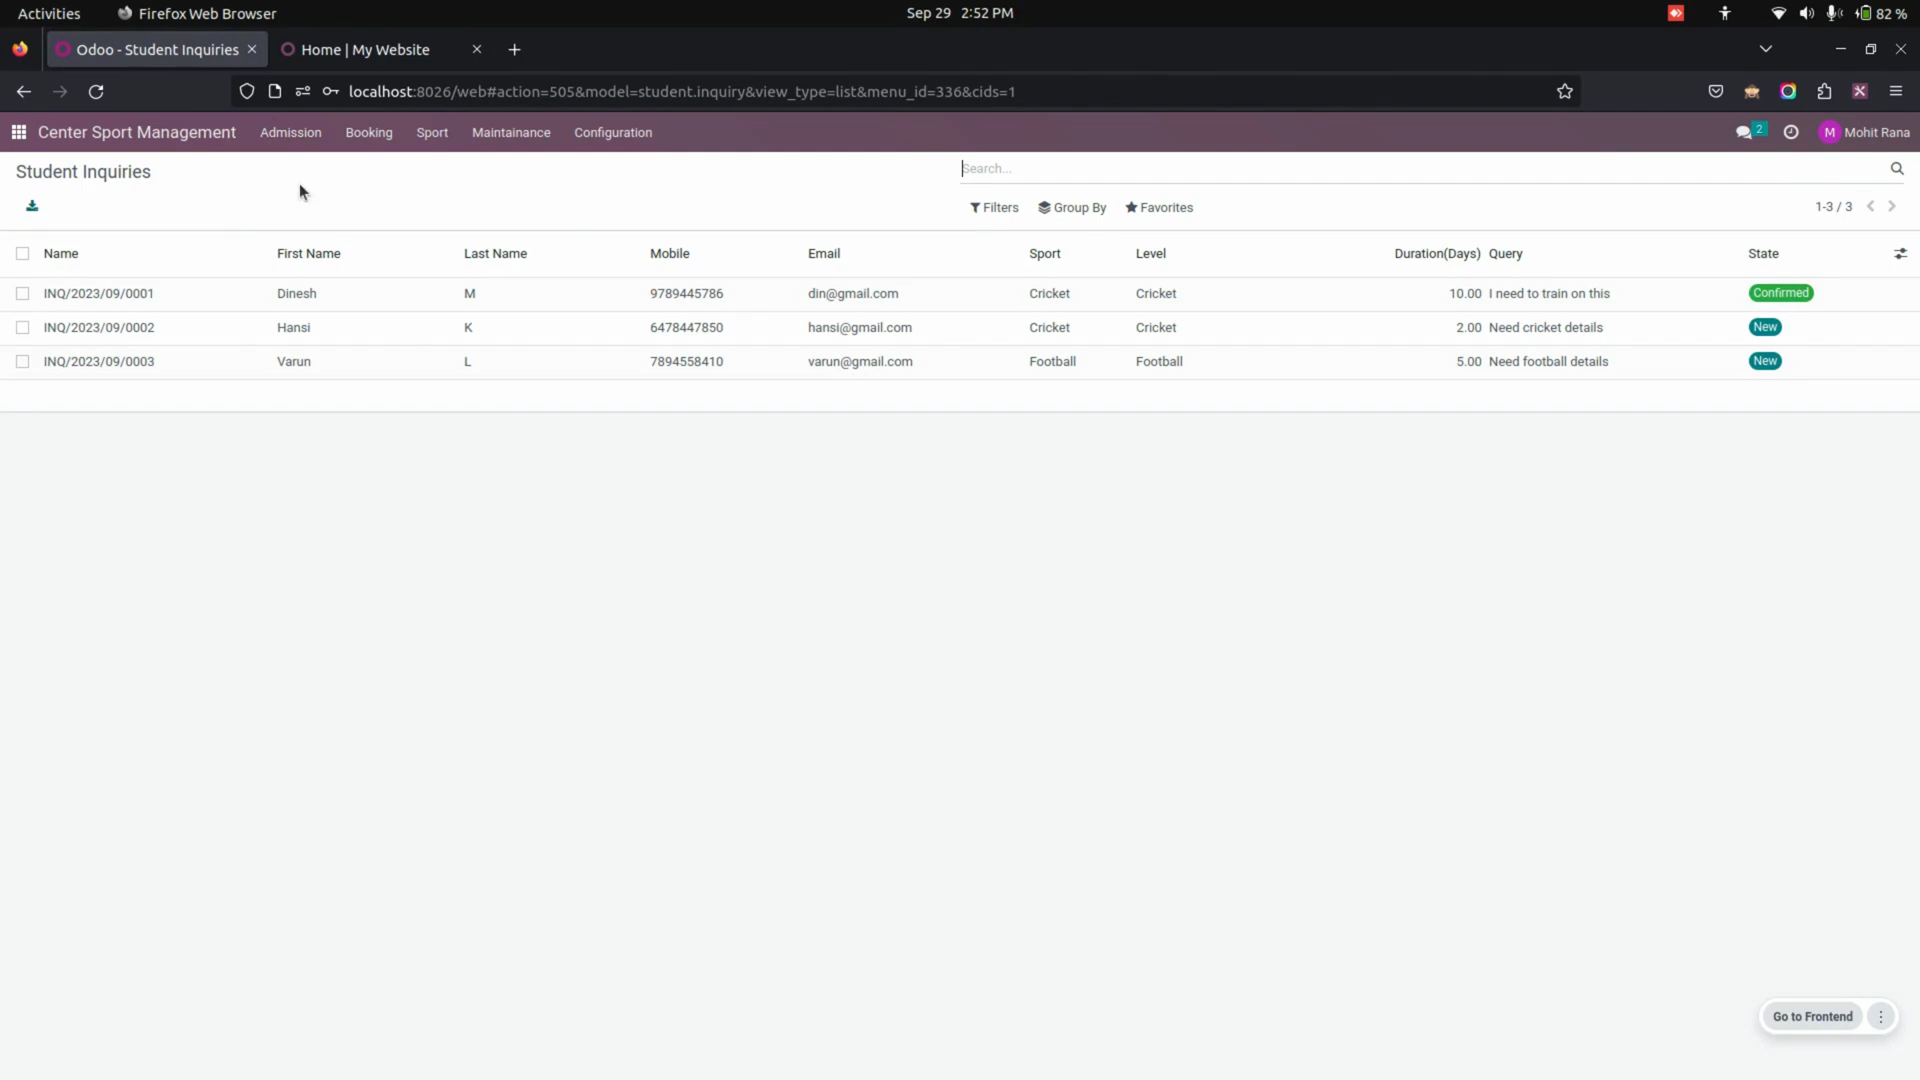 Activities Firefox Web Browser Sep 29 2:52 PM 82 %
Odoo - Student Inquiries Home | My Website
localhost:8026/web#action=505&model=student.inquiry&view_type=list&menu_id=336&cids=1
Center Sport Management Admission Booking Sport Maintainance Configuration 2 M Mohit Rana
Student Inquiries Search...
Filters Group By Favorites 1-3 / 3
Name First Name Last Name Mobile Email Sport Level Duration(Days) Query State
INQ/2023/09/0001 Dinesh M 9789445786 din@gmail.com Cricket Cricket 10.00 I need to train on this Confirmed
INQ/2023/09/0002 Hansi K 6478447850 hansi@gmail.com Cricket Cricket 2.00 Need cricket details New
INQ/2023/09/0003 Varun L 7894558410 varun@gmail.com Football Football 5.00 Need football details New
Go to Frontend